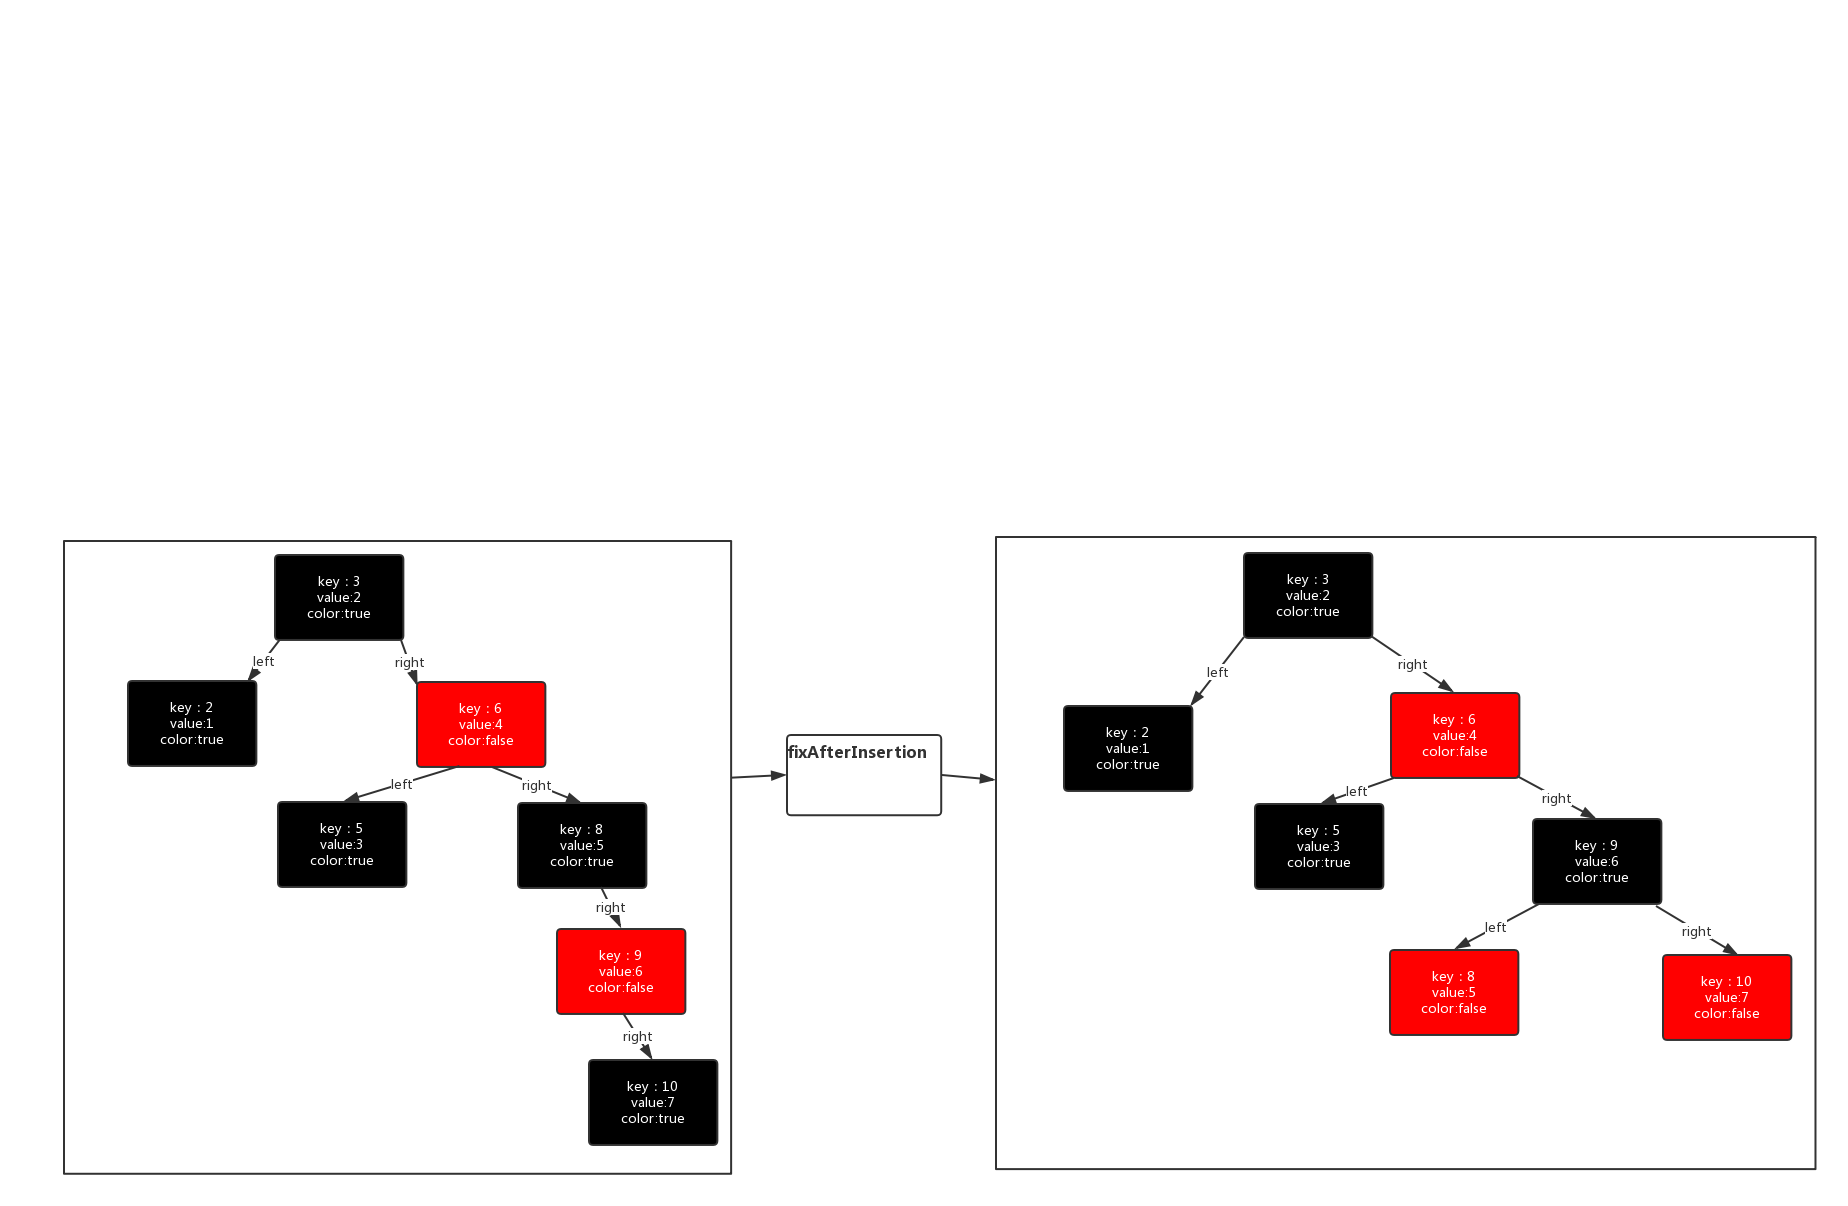 key：3
value:2
color:true
left
right
key：2
value:1
color:true
key：6
value:4
color:false
left
right
key：5
value:3
color:true
key：8
value:5
color:true
right
key：9
value:6
color:false
right
key：10
value:7
color:true
fixAfterInsertion
key：3
value:2
color:true
left
right
key：2
value:1
color:true
key：6
value:4
color:false
left
right
key：5
value:3
color:true
key：9
value:6
color:true
left
right
key：8
value:5
color:false
key：10
value:7
color:false